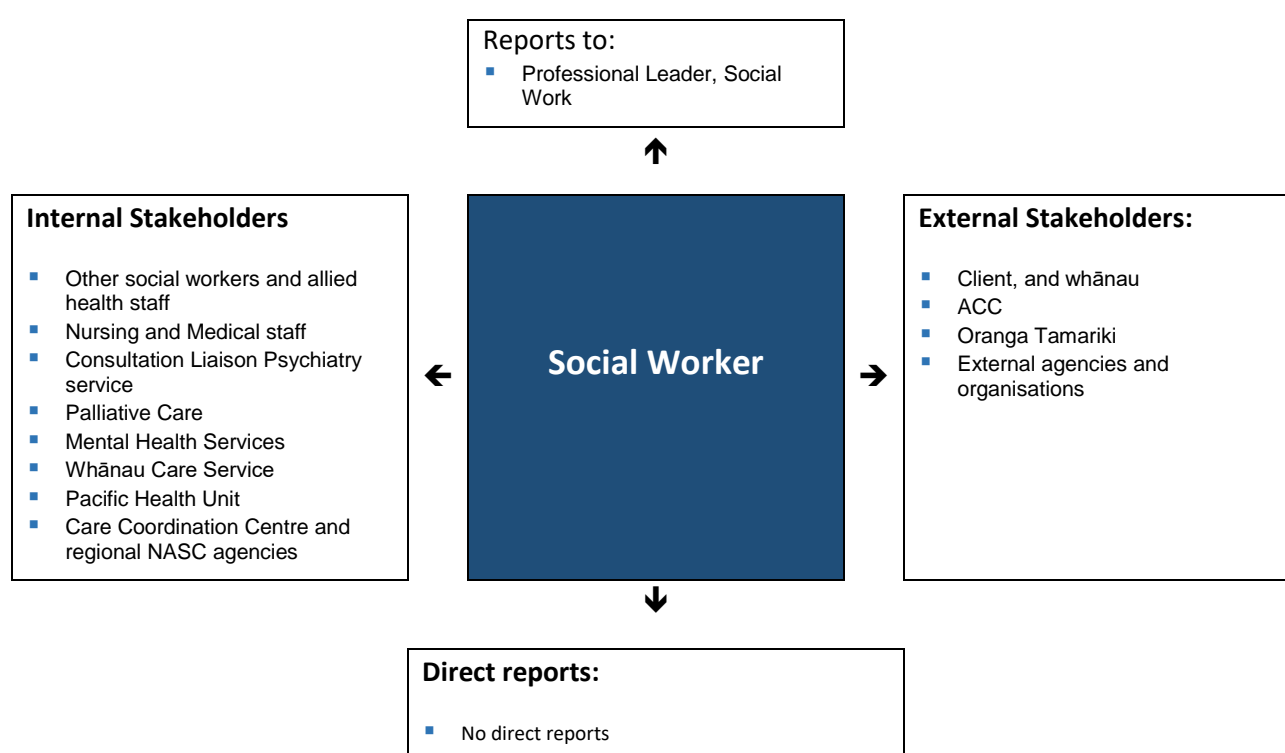 Reports to:
▪ Professional Leader, Social
Work
Internal Stakeholders
▪ Other social workers and allied
health staff
▪ Nursing and Medical staff
▪ Consultation Liaison Psychiatry
service
▪ Palliative Care
▪ Mental Health Services
▪ Whānau Care Service
▪ Pacific Health Unit
▪ Care Coordination Centre and
regional NASC agencies
Social Worker
External Stakeholders:
▪ Client, and whānau
▪ ACC
▪ Oranga Tamariki
▪ External agencies and
organisations
Direct reports:
▪ No direct reports